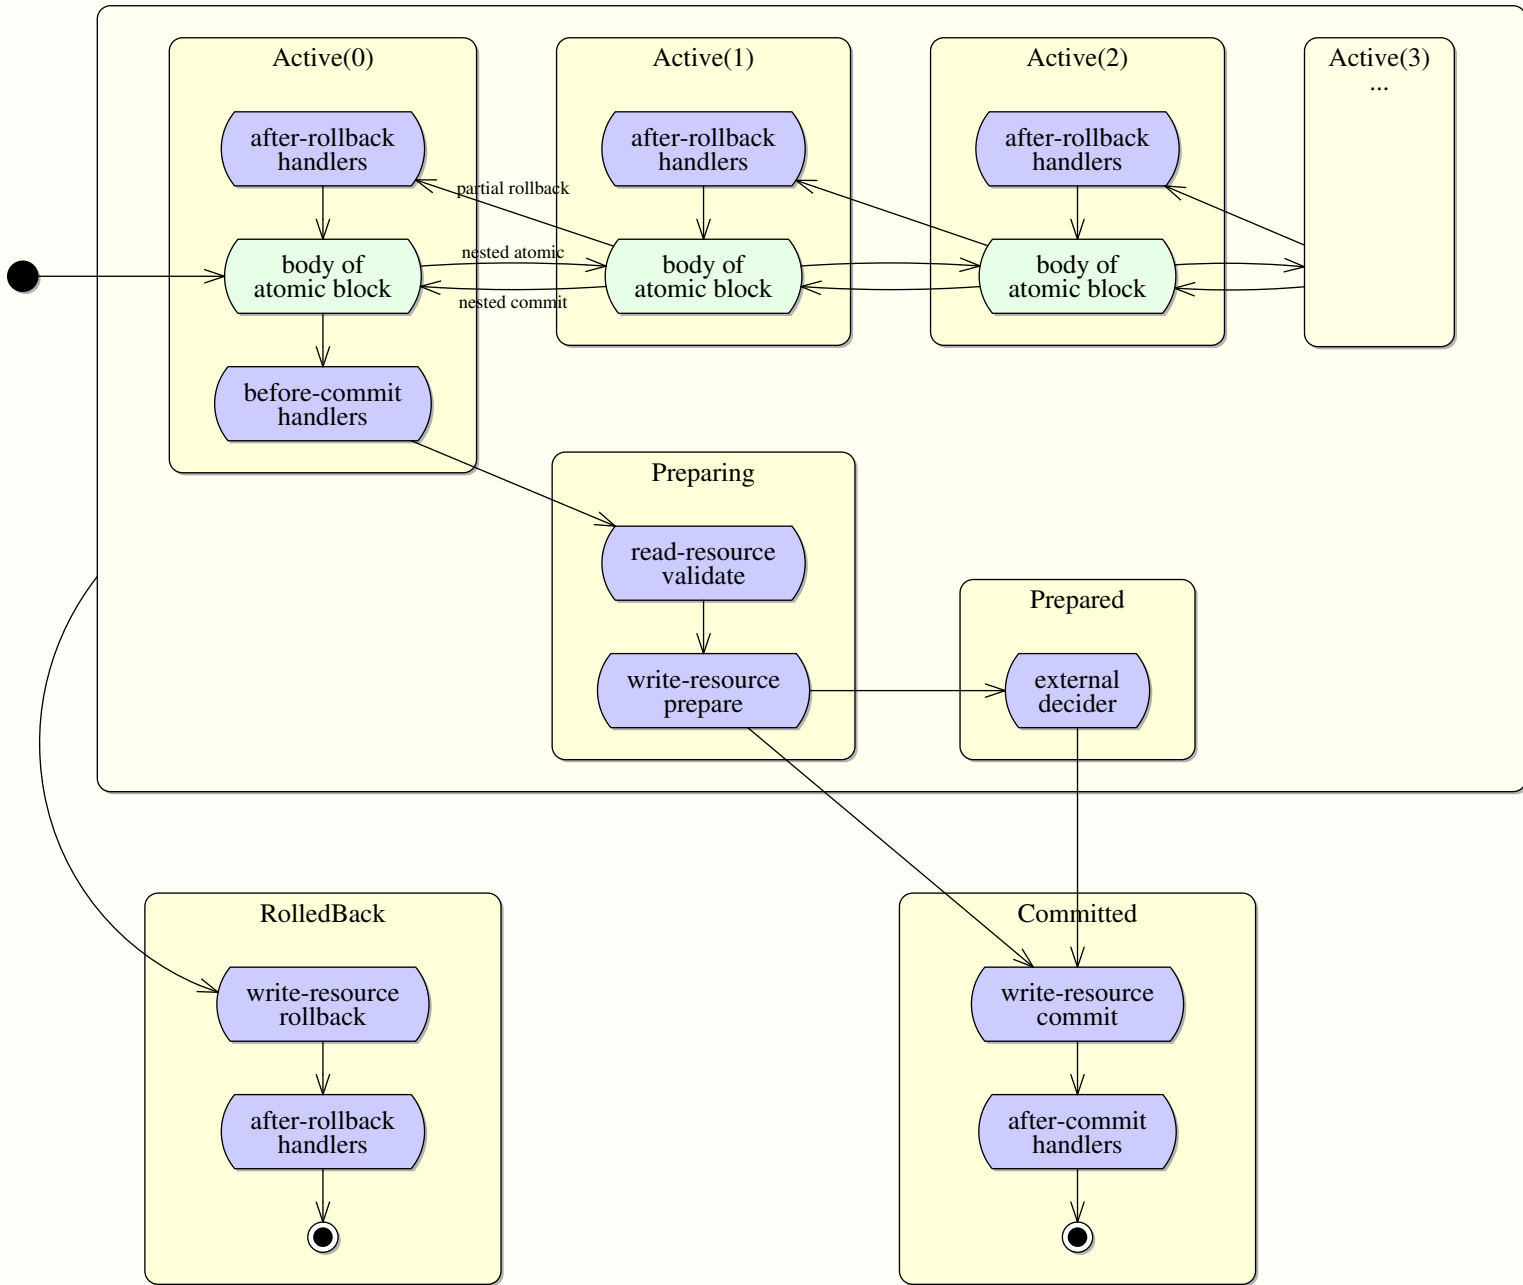 Active(0)
Active(1)
Active(2)
Active(3)
...
after-rollback
handlers
after-rollback
handlers
after-rollback
handlers
partial rollback
nested atomic
body of
atomic block
body of
atomic block
body of
atomic block
nested commit
before-commit
handlers
Preparing
read-resource
validate
Prepared
write-resource
prepare
external
decider
RolledBack
Committed
write-resource
rollback
write-resource
commit
after-rollback
handlers
after-commit
handlers